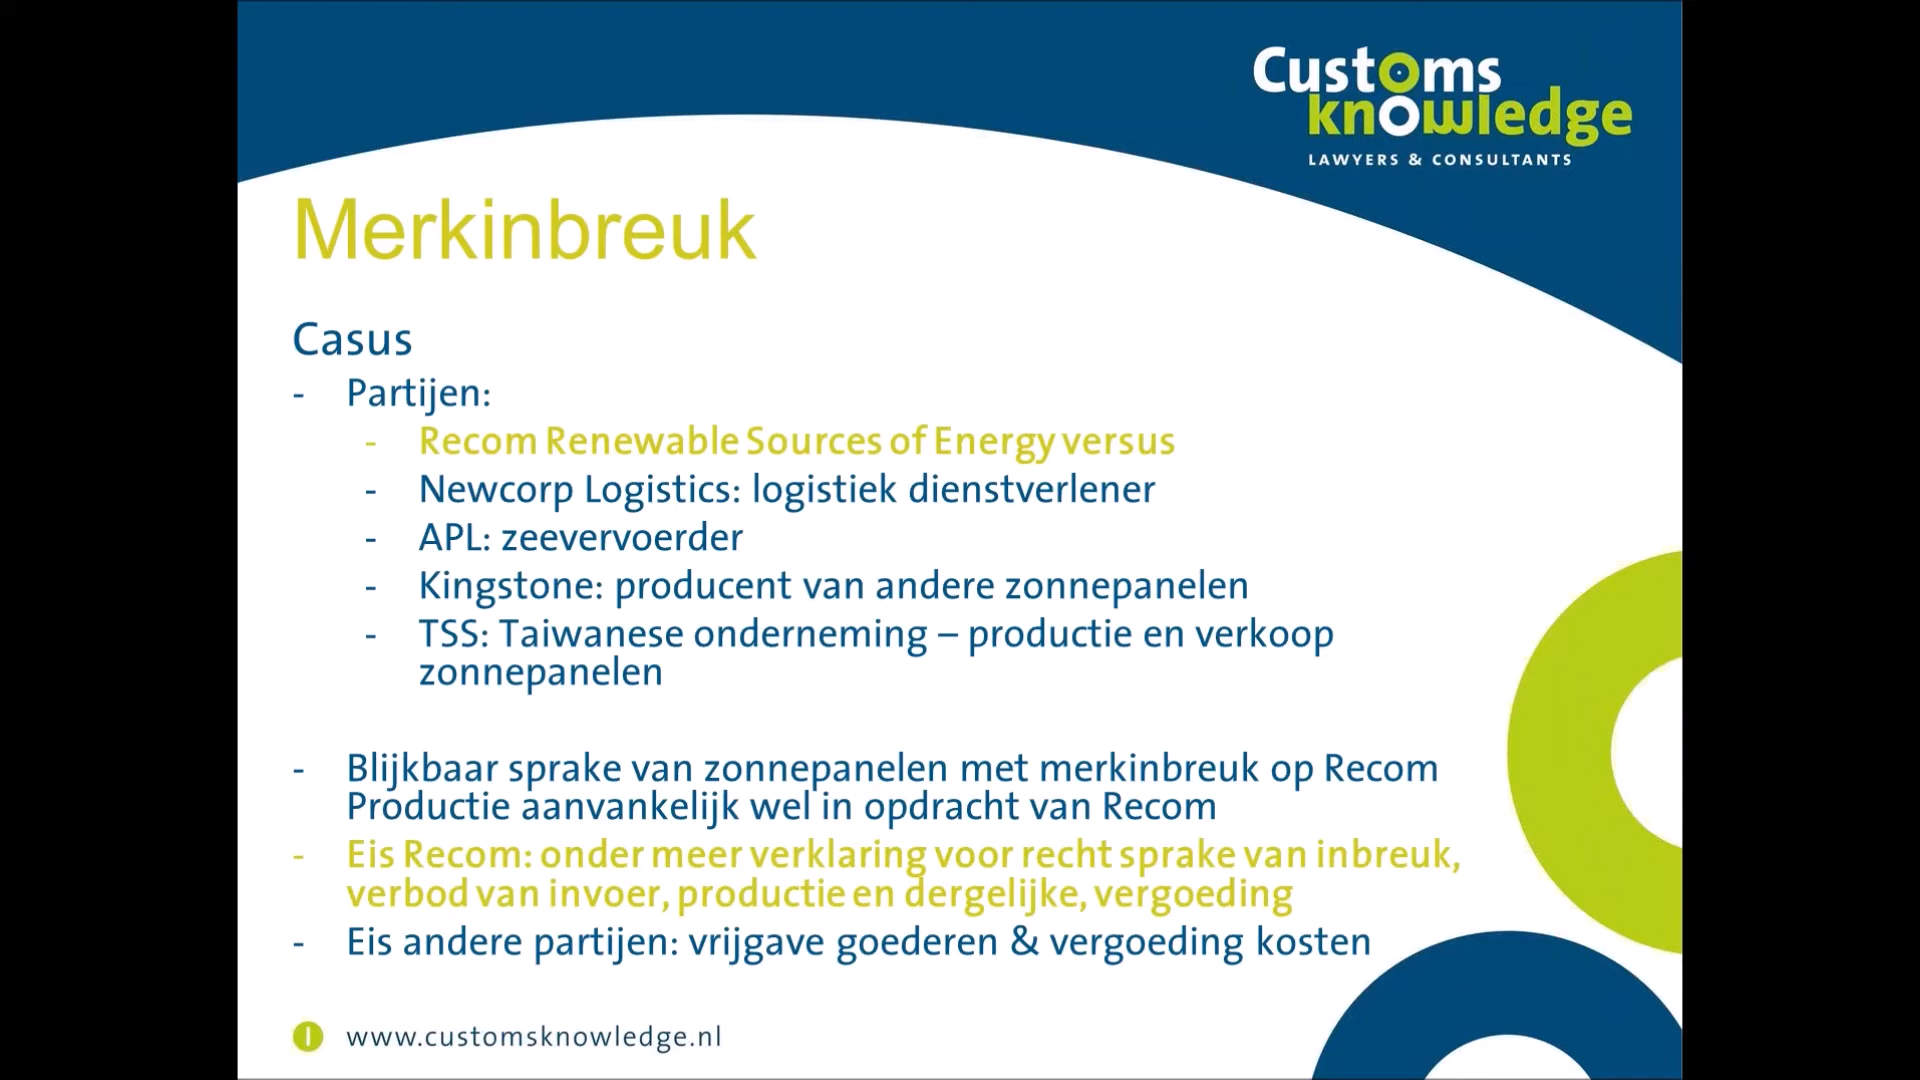 Customs
knowledge
LAWYERS & CONSULTANTS
Merkinbreuk
Casus
- Partijen:
- Recom Renewable Sources of Energy versus
- Newcorp Logistics: logistiek dienstverlener
- APL: zeevervoerder
- Kingstone: producent van andere zonnepanelen
- TSS: Taiwanese onderneming – productie en verkoop
zonnepanelen
- Blijkbaar sprake van zonnepanelen met merkinbreuk op Recom
Productie aanvankelijk wel in opdracht van Recom
- Eis Recom: onder meer verklaring voor recht sprake van inbreuk,
verbod van invoer, productie en dergelijke, vergoeding
- Eis andere partijen: vrijgave goederen & vergoeding kosten
www.customsknowledge.nl